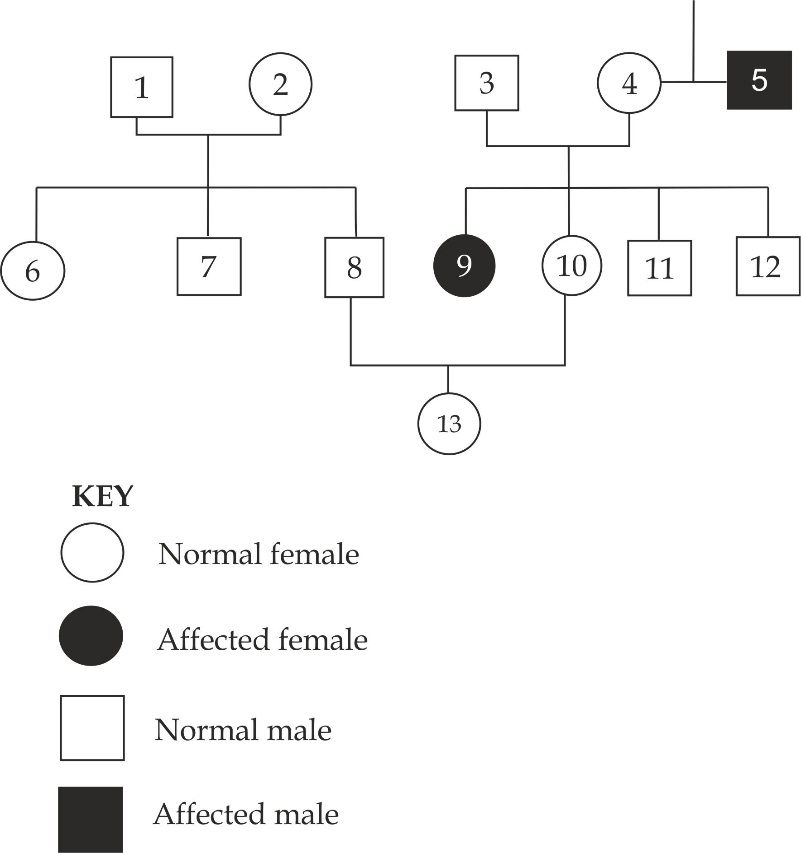 1 2 3 4 5
6 7 8 9 10 11 12
13
KEY
Normal female
Affected female
Normal male
Affected male